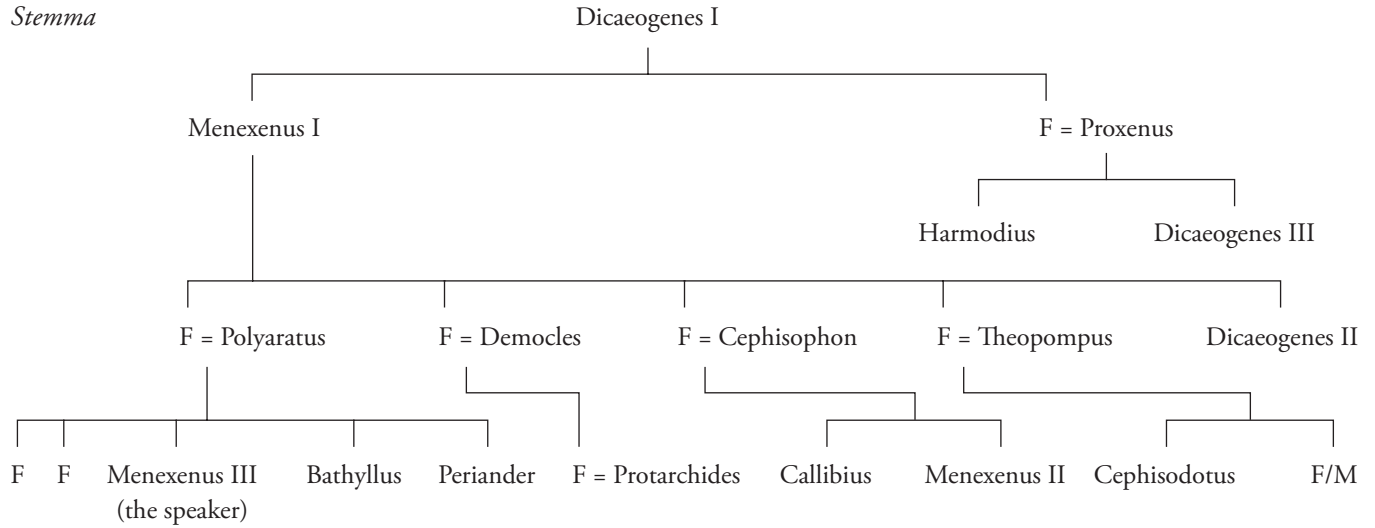 Stemma
Dicaeogenes I
Menexenus I
F = Proxenus
Harmodius
Dicaeogenes III
F = Polyaratus
F = Democles
F = Cephisophon
F = Theopompus
Dicaeogenes II
F
F
Menexenus III
(the speaker)
Bathyllus
Periander
F = Protarchides
Callibius
Menexenus II
Cephisodotus
F/M